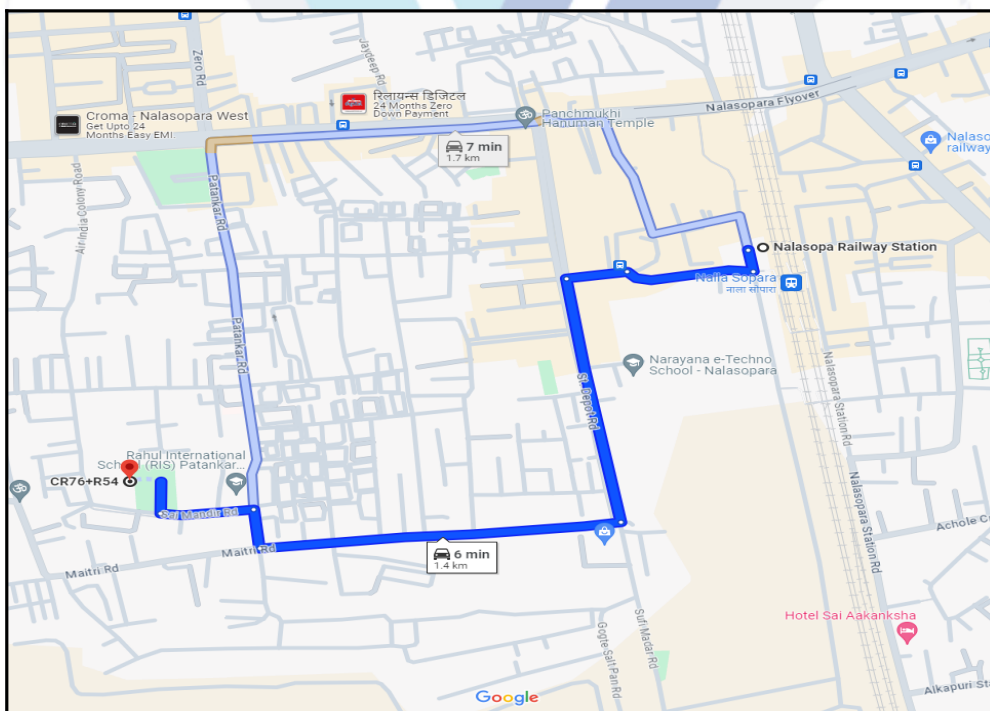 Zero Rd
Jaydeep Rd
Croma - Nalasopara West
Get Upto 24
Months Easy EMI
रिलायन्स डिजिटल
24 Months Zero
Down Payment
Panchmukhi
Hanuman Temple
Nalasopara Flyover
Nalaso
railway
7 min
1.7 km
Air India Colony Road
Patankar Rd
Nalasopa Railway Station
Nalla Sopara
नाला सोपारा
Patankar Rd
Narayana e-Techno
School - Nalasopara
St. Depot Rd
Nalasopara Station Rd
Nalasopara Station Rd
Rahul International
School (RIS) Patankar...
CR76+R54
Sai Mandir Rd
Maitri Rd
Maitri Rd
6 min
1.4 km
Achole C
Nalasopara Station Rd
Hotel Sai Aakanksha
Sufi Madar Rd
Gogte Salt Pan Rd
Alkapuri St
Google